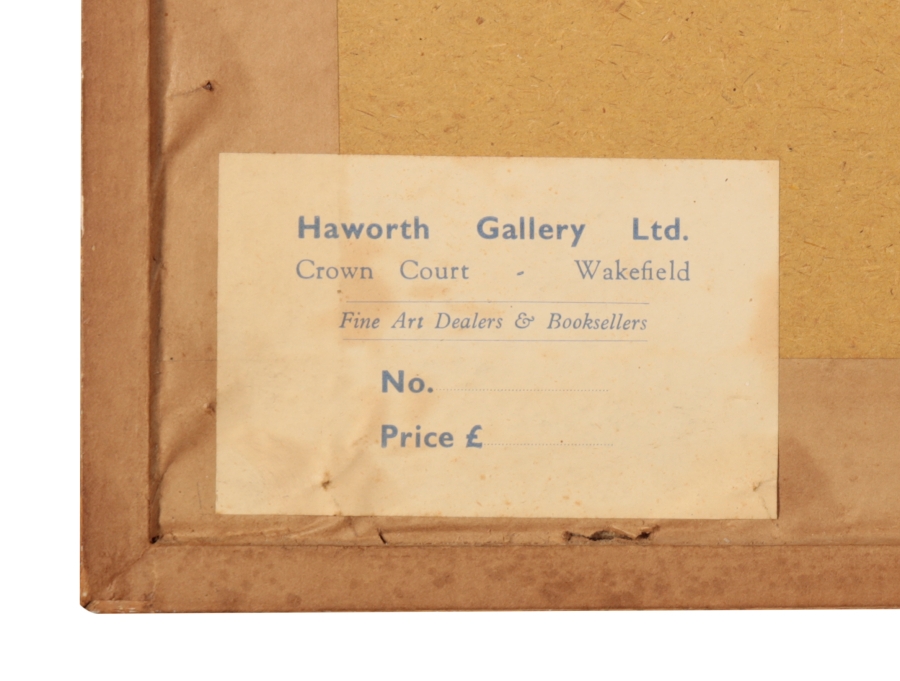 Haworth Gallery Ltd.
Crown Court - Wakefield
Fine Art Dealers & Booksellers
No.
Price £